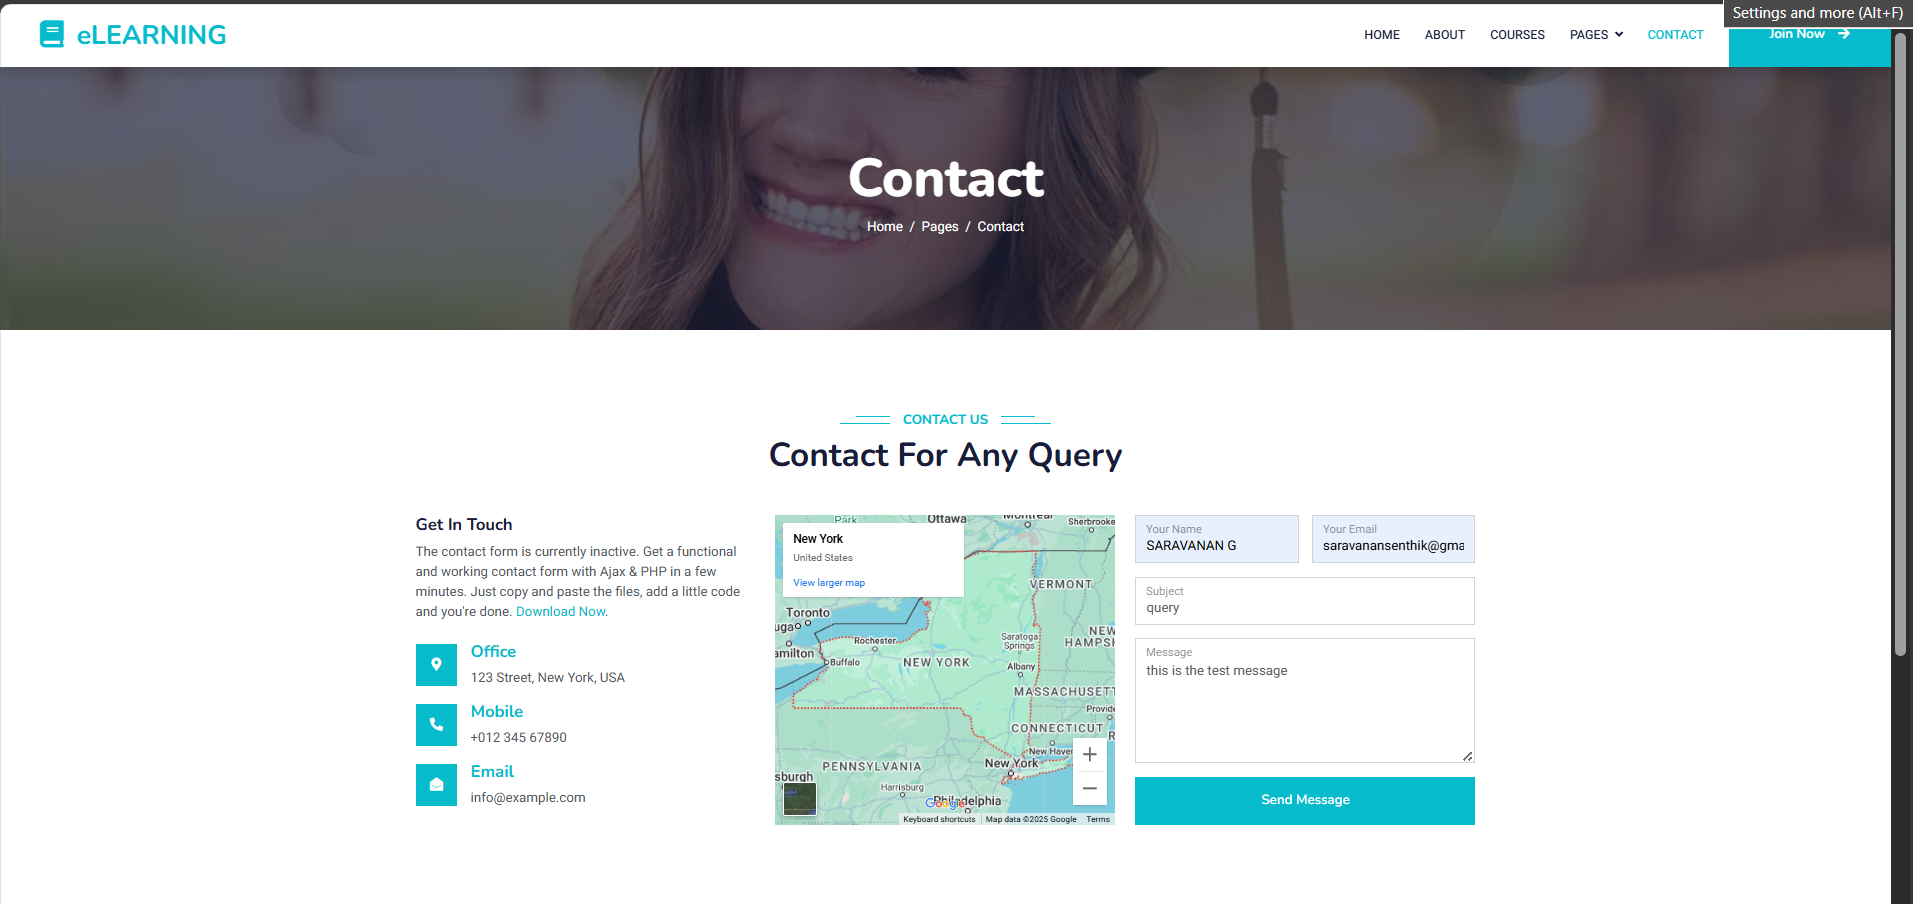 Settings and more (Alt+F)
eLEARNING
HOME ABOUT COURSES PAGES CONTACT
Join Now
Contact
Home / Pages / Contact
CONTACT US
Contact For Any Query
Get In Touch
The contact form is currently inactive. Get a functional
and working contact form with Ajax & PHP in a few
minutes. Just copy and paste the files, add a little code
and you're done. Download Now.
Office
123 Street, New York, USA
Mobile
+012 345 67890
Email
info@example.com
Park
Ottawa
Montreal
Sherbrooke
New York
United States
View larger map
VERMONT
Toronto
uga
amilton
Rochester
Buffalo
NEW YORK
Saratoga
Springs
NEW
HAMPSH
Albany
MASSACHUSETT
Provide
CONNECTICUT
R
New Haven
New York
PENNSYLVANIA
sburgh
Harrisburg
Philadelphia
Google
Keyboard shortcuts
Map data ©2025 Google
Terms
Your Name
SARAVANAN G
Your Email
saravanansenthik@gma
Subject
query
Message
this is the test message
Send Message